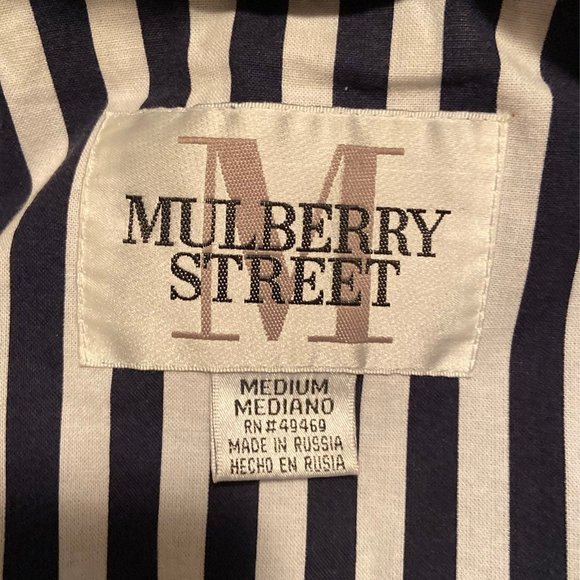 M
MULBERRY
STREET
MEDIUM
MEDIANO
RN#49469
MADE IN RUSSIA
HECHO EN RUSIA